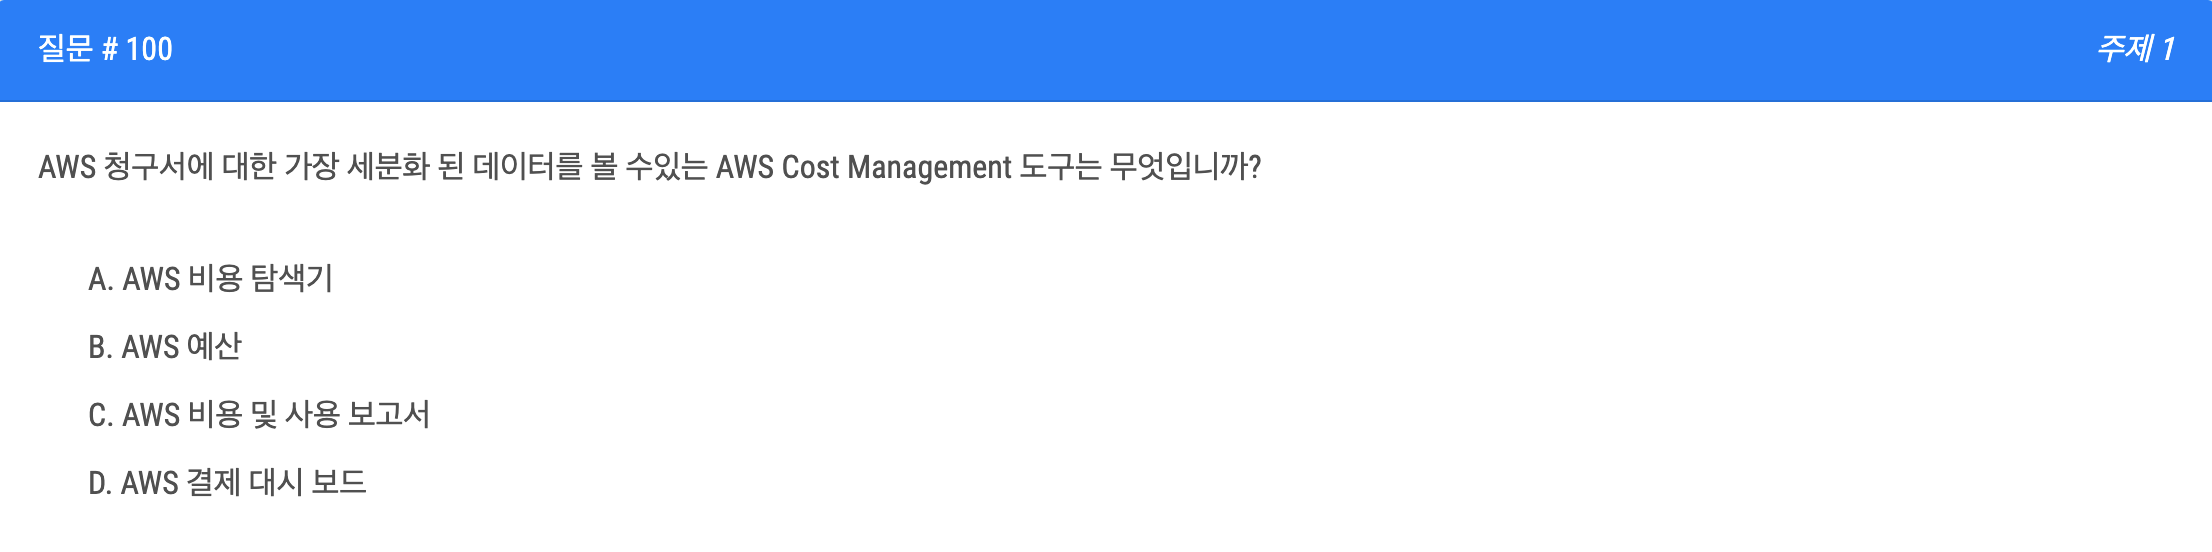 질문 # 100
주제 1
AWS 청구서에 대한 가장 세분화 된 데이터를 볼 수있는 AWS Cost Management 도구는 무엇입니까?
A. AWS 비용 탐색기
B. AWS 예산
C. AWS 비용 및 사용 보고서
D. AWS 결제 대시 보드